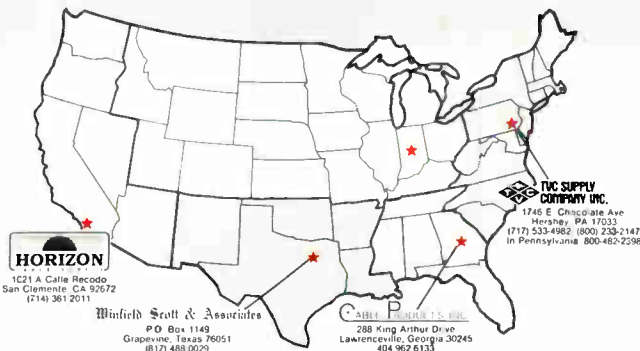 HORIZON
1021 A Calle Recodo
San Clemente, CA 92672
(714) 361 2011
Winfield Scott & Associates
P O Box 1149
Grapevine, Texas 76051
(817) 488 0029
CABLE PRODUCTS INC.
288 King Arthur Drive
Lawrenceville, Georgia 30245
404 962 6133
TVC
TVC SUPPLY
COMPANY INC.
1746 E Chocolate Ave
Hershey, PA 17033
(717) 533-4982 (800) 233-2147
In Pennsylvania 800-482-2398